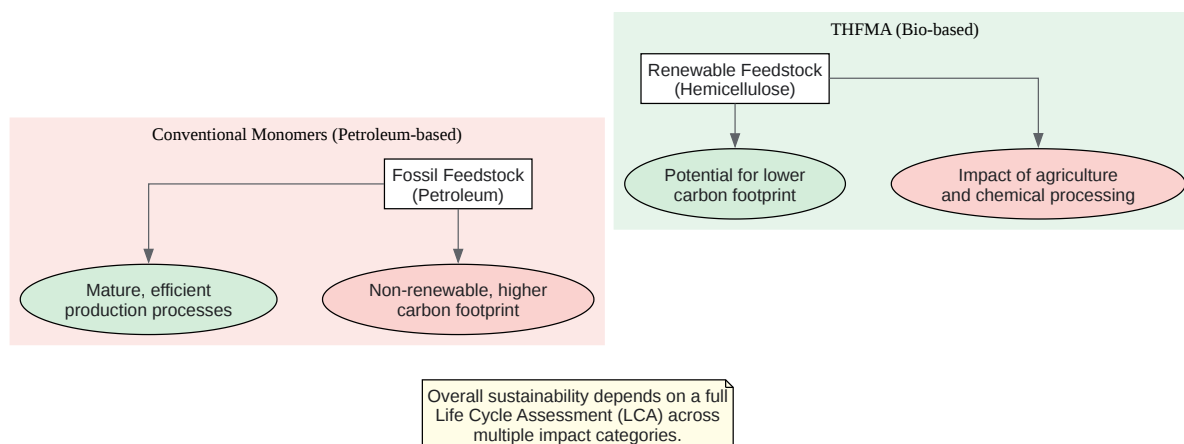 THFMA (Bio-based)
Renewable Feedstock
(Hemicellulose)
Potential for lower
carbon footprint
Impact of agriculture
and chemical processing
Conventional Monomers (Petroleum-based)
Fossil Feedstock
(Petroleum)
Mature, efficient
production processes
Non-renewable, higher
carbon footprint
Overall sustainability depends on a full
Life Cycle Assessment (LCA) across
multiple impact categories.